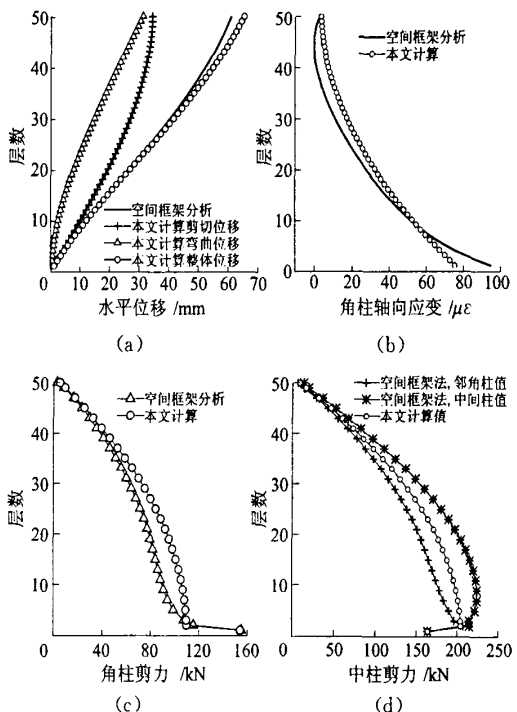 50
40
30
20
10
层数
空间框架分析
本文计算剪切位移
本文计算弯曲位移
本文计算整体位移
0 10 20 30 40 50 60 70
水平位移 /mm
(a)
50
40
30
20
10
层数
空间框架分析
本文计算
0 20 40 60 80 100
角柱轴向应变 /με
(b)
50
40
30
20
10
层数
空间框架分析
本文计算
0 40 80 120 160
角柱剪力 /kN
(c)
50
40
30
20
10
层数
空间框架法,邻角柱值
空间框架法,中间柱值
本文计算值
0 50 100 150 200 250
中柱剪力/kN
(d)